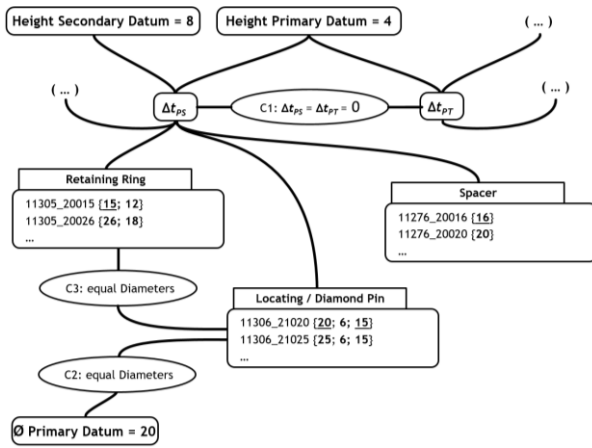 Height Secondary Datum = 8
Height Primary Datum = 4
( ... )
( ... )
( ... )
Δt_PS
C1: Δt_PS = Δt_PT = 0
Δt_PT
Retaining Ring
11305_20015 {15; 12}
11305_20026 {26; 18}
...
Spacer
11276_20016 {16}
11276_20020 {20}
...
C3: equal Diameters
Locating / Diamond Pin
11306_21020 {20; 6; 15}
11306_21025 {25; 6; 15}
...
C2: equal Diameters
Ø Primary Datum = 20